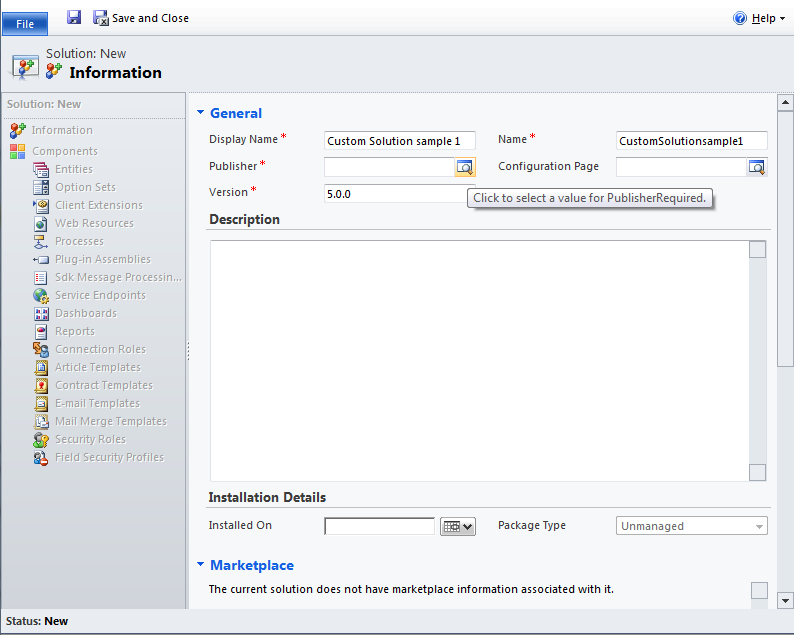 File
Save and Close
Help
Solution: New
Information
Solution: New
Information
Components
Entities
Option Sets
Client Extensions
Web Resources
Processes
Plug-in Assemblies
Sdk Message Processin...
Service Endpoints
Dashboards
Reports
Connection Roles
Article Templates
Contract Templates
E-mail Templates
Mail Merge Templates
Security Roles
Field Security Profiles
General
Display Name * Custom Solution sample 1 Name * CustomSolutionsample1
Publisher * Configuration Page
Version * 5.0.0
Click to select a value for PublisherRequired.
Description
Installation Details
Installed On Package Type Unmanaged
Marketplace
The current solution does not have marketplace information associated with it.
Status: New